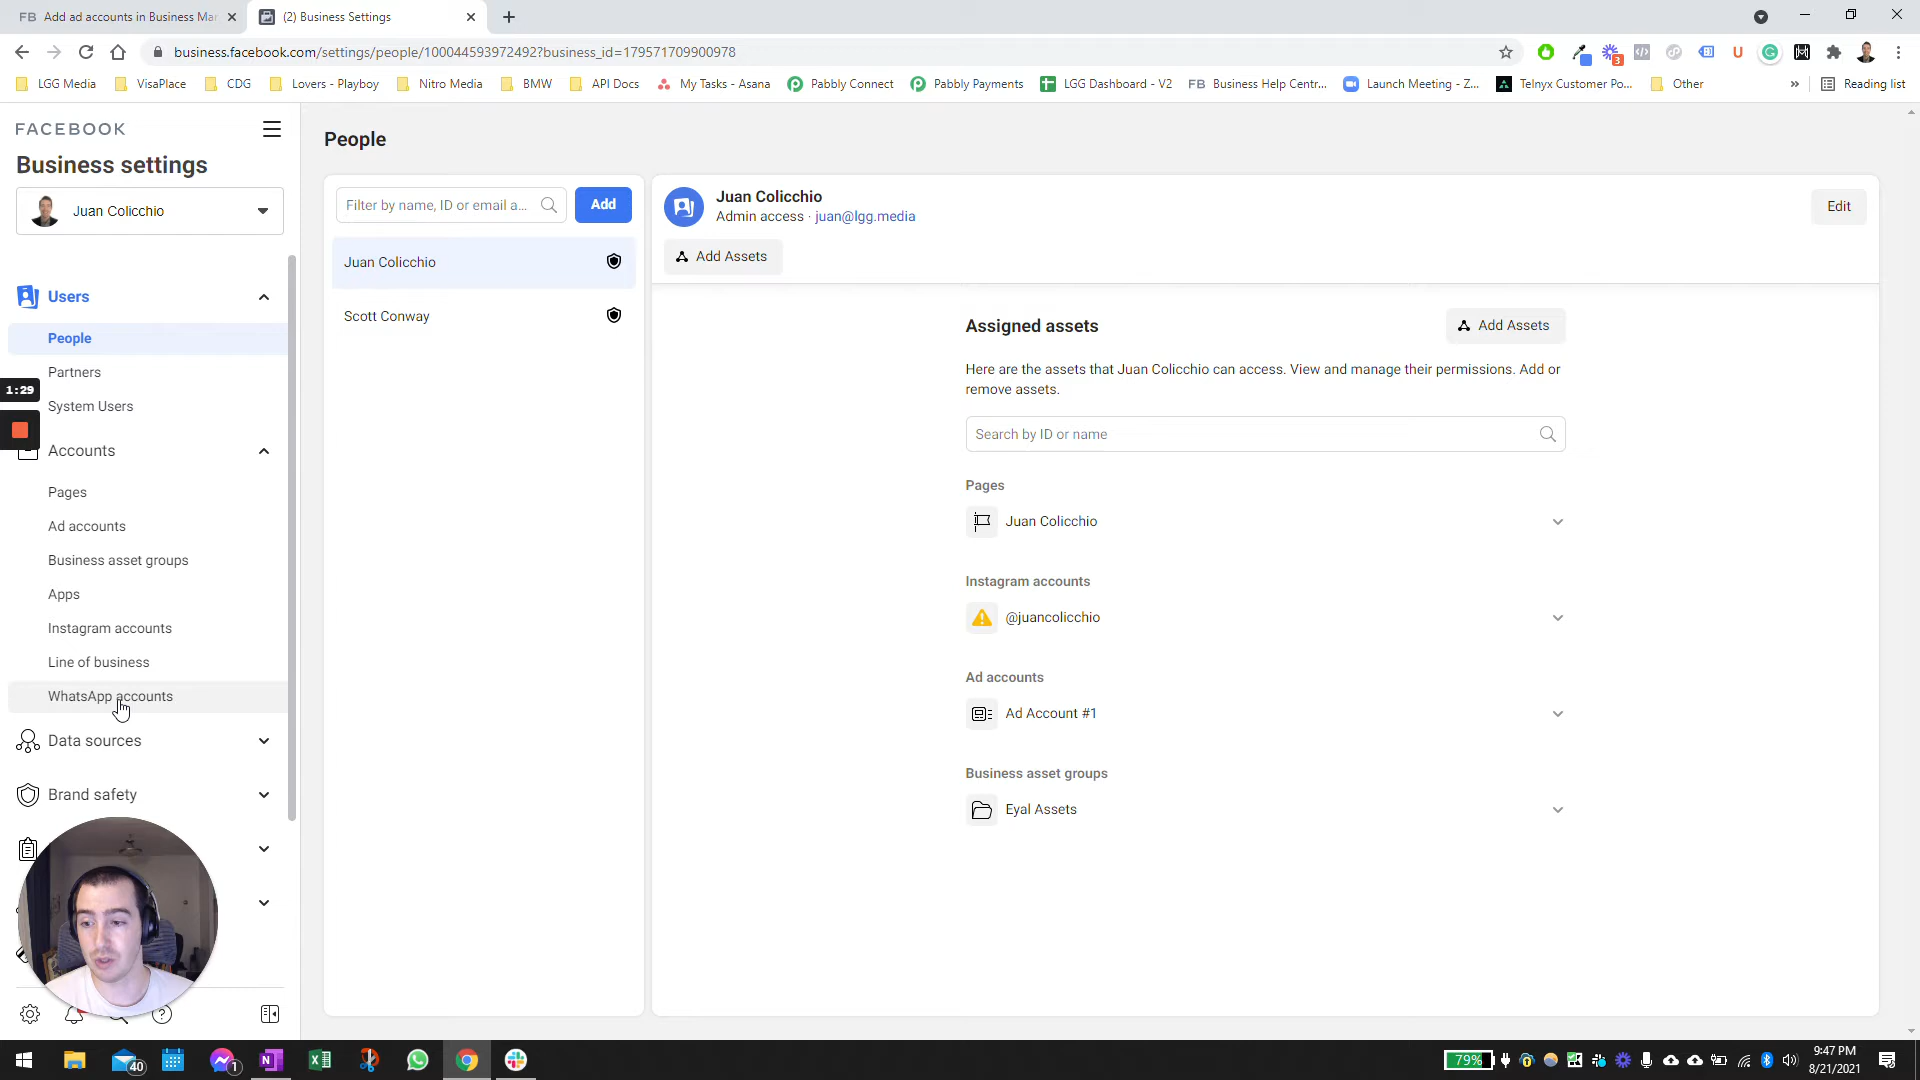 FB Add ad accounts in Business Mar
(2) Business Settings
business.facebook.com/settings/people/100044593972492?business_id=179571709900978
3
LGG Media
VisaPlace
CDG
Lovers - Playboy
Nitro Media
BMW
API Docs
My Tasks - Asana
Pabbly Connect
Pabbly Payments
LGG Dashboard - V2
FB Business Help Centr...
Launch Meeting - Z...
Telnyx Customer Po...
Other
»
Reading list
FACEBOOK
Business settings
Juan Colicchio
Users
People
Partners
1:29
System Users
Accounts
Pages
Ad accounts
Business asset groups
Apps
Instagram accounts
Line of business
WhatsApp accounts
Data sources
Brand safety
People
Filter by name, ID or email a...
Add
Juan Colicchio
Scott Conway
Juan Colicchio
Admin access · juan@lgg.media
Edit
Add Assets
Assigned assets
Add Assets
Here are the assets that Juan Colicchio can access. View and manage their permissions. Add or
remove assets.
Search by ID or name
Pages
Juan Colicchio
Instagram accounts
@juancolicchio
Ad accounts
Ad Account #1
Business asset groups
Eyal Assets
40
1
79%
9:47 PM
8/21/2021